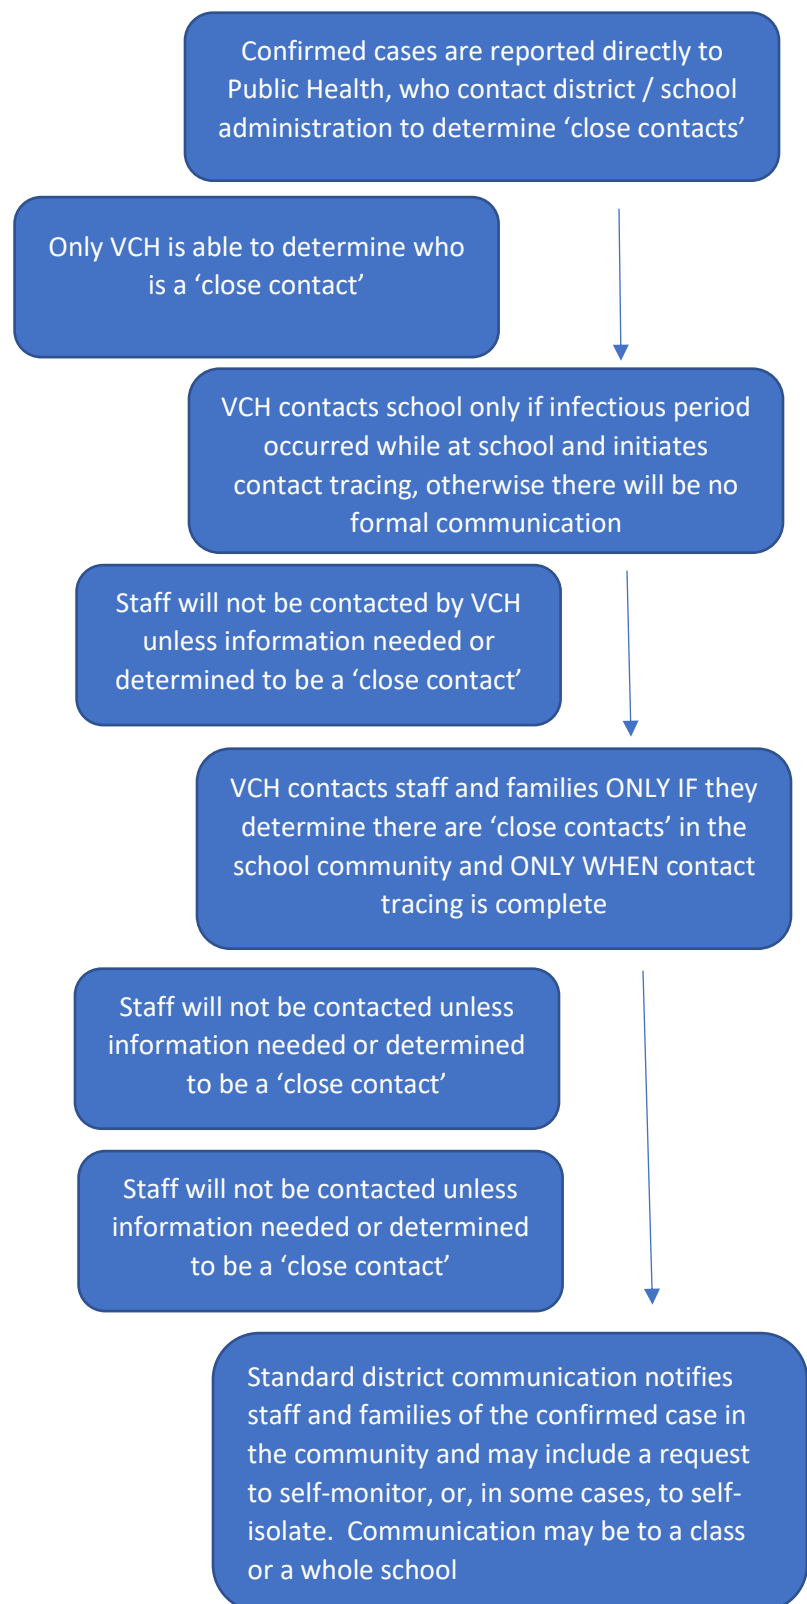 Confirmed cases are reported directly to
Public Health, who contact district / school
administration to determine ‘close contacts’
Only VCH is able to determine who
is a ‘close contact’
VCH contacts school only if infectious period
occurred while at school and initiates
contact tracing, otherwise there will be no
formal communication
Staff will not be contacted by VCH
unless information needed or
determined to be a ‘close contact’
VCH contacts staff and families ONLY IF they
determine there are ‘close contacts’ in the
school community and ONLY WHEN contact
tracing is complete
Staff will not be contacted unless
information needed or determined
to be a ‘close contact’
Staff will not be contacted unless
information needed or determined
to be a ‘close contact’
Standard district communication notifies
staff and families of the confirmed case in
the community and may include a request
to self-monitor, or, in some cases, to self-
isolate.  Communication may be to a class
or a whole school